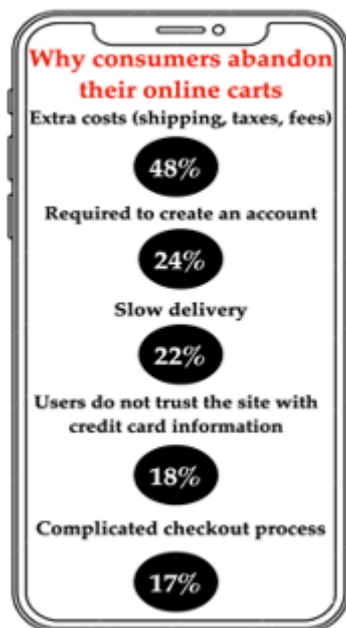 Why consumers abandon
their online carts
Extra costs (shipping, taxes, fees)
48%
Required to create an account
24%
Slow delivery
22%
Users do not trust the site with
credit card information
18%
Complicated checkout process
17%